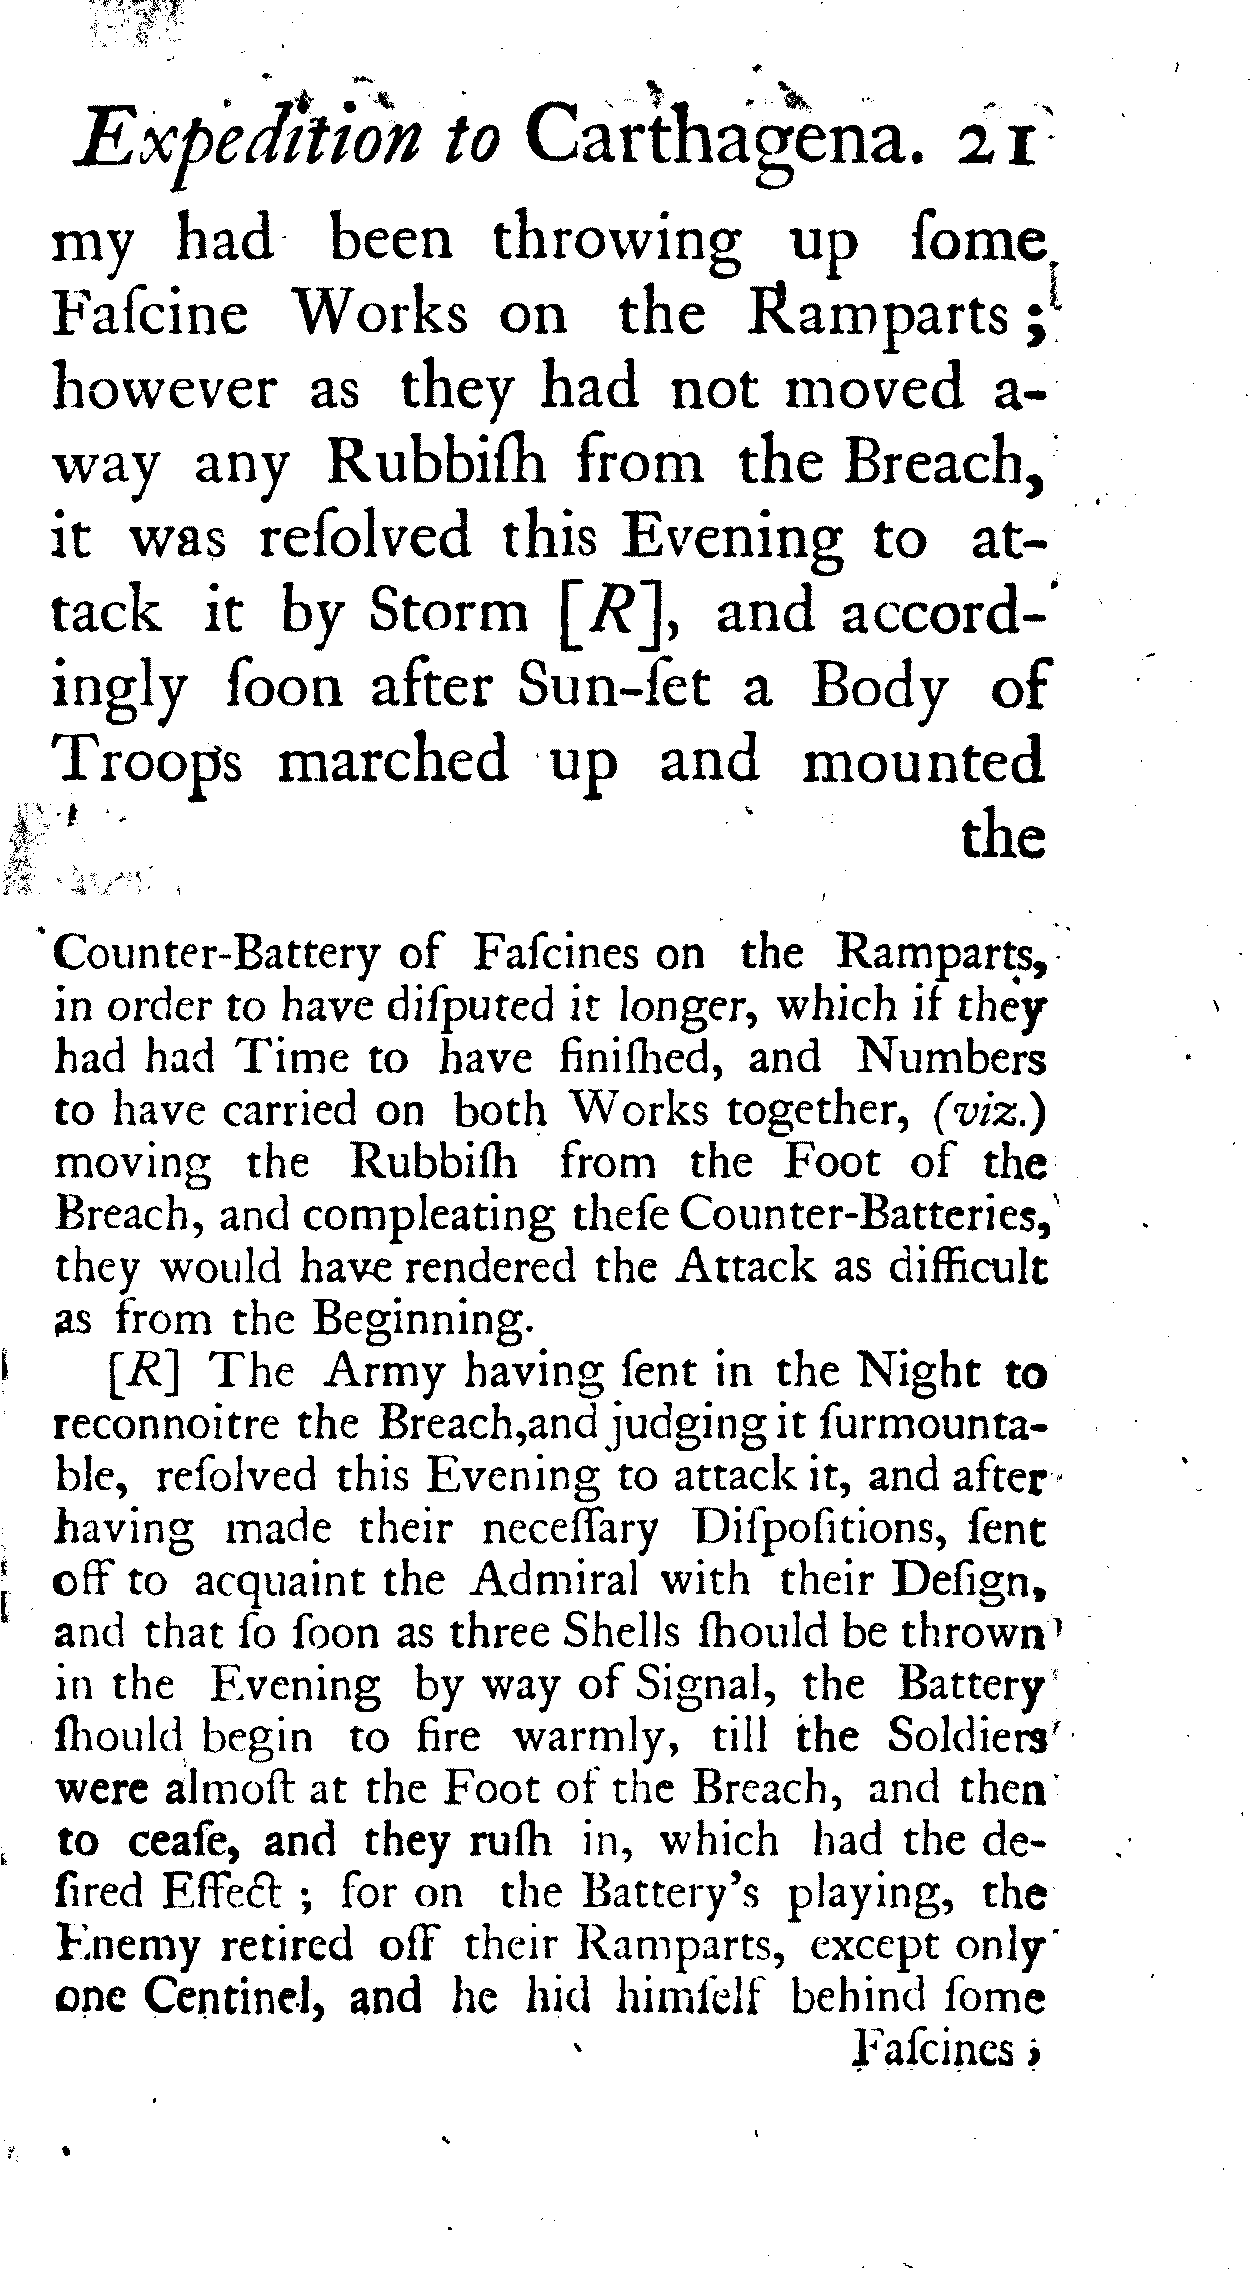 Expedition to Carthagena. 21
my had been throwing up ſome
Faſcine Works on the Ramparts;
however as they had not moved a-
way any Rubbiſh from the Breach,
it was reſolved this Evening to at-
tack it by Storm [R], and accord-
ingly ſoon after Sun-ſet a Body of
Troops marched up and mounted
the
Counter-Battery of Faſcines on the Ramparts,
in order to have diſputed it longer, which if they
had had Time to have finiſhed, and Numbers
to have carried on both Works together, (viz.)
moving the Rubbiſh from the Foot of the
Breach, and compleating theſe Counter-Batteries,
they would have rendered the Attack as difficult
as from the Beginning.
[R] The Army having ſent in the Night to
reconnoitre the Breach, and judging it ſurmounta-
ble, reſolved this Evening to attack it, and after
having made their neceſſary Diſpoſitions, ſent
off to acquaint the Admiral with their Deſign,
and that ſo ſoon as three Shells ſhould be thrown
in the Evening by way of Signal, the Battery
ſhould begin to fire warmly, till the Soldiers
were almoſt at the Foot of the Breach, and then
to ceaſe, and they ruſh in, which had the de-
ſired Effect; for on the Battery's playing, the
Enemy retired off their Ramparts, except only
one Centinel, and he hid himſelf behind ſome
Faſcines;